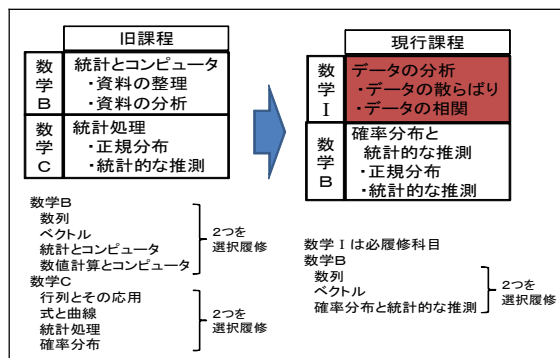 旧課程
数学B
統計とコンピュータ
・資料の整理
・資料の分析
数学C
統計処理
・正規分布
・統計的な推測
数学B
数列
ベクトル
統計とコンピュータ
数値計算とコンピュータ
2つを
選択履修
数学C
行列とその応用
式と曲線
統計処理
確率分布
2つを
選択履修
現行課程
数学Ⅰ
データの分析
・データの散らばり
・データの相関
数学B
確率分布と
統計的な推測
・正規分布
・統計的な推測
数学Ⅰは必履修科目
数学B
数列
ベクトル
確率分布と統計的な推測
2つを
選択履修